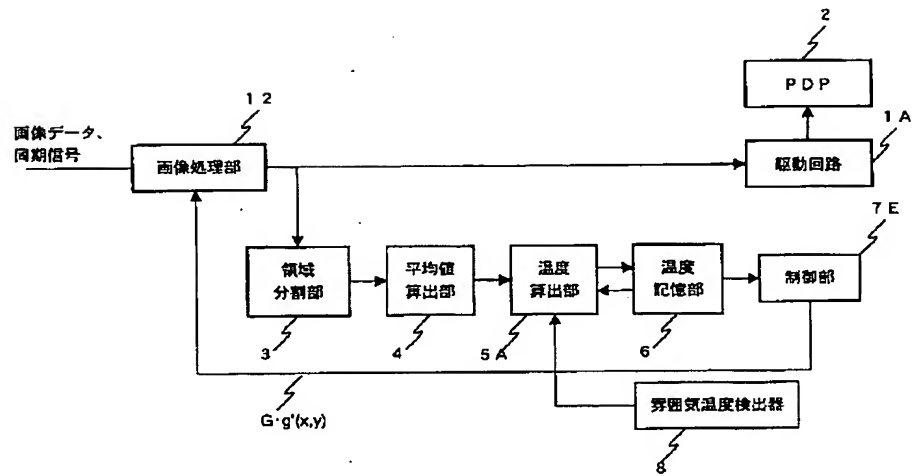 2
PDP
12
1A
画像データ、
同期信号
画像処理部
駆動回路
7E
領域
分割部
平均値
算出部
温度
算出部
温度
記憶部
制御部
3
4
5A
6
G·g'(x,y)
雰囲気温度検出器
8